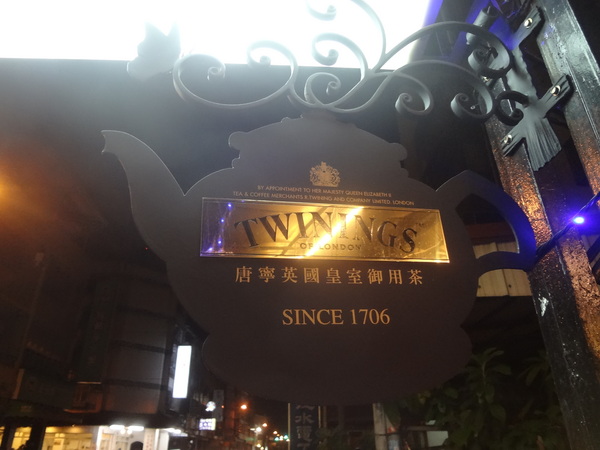 BY APPOINTMENT TO HER MAJESTY QUEEN ELIZABETH II
TEA & COFFEE MERCHANTS R.TWINING AND COMPANY LIMITED, LONDON
TWININGS
OF LONDON
唐寧英國皇室御用茶
SINCE 1706